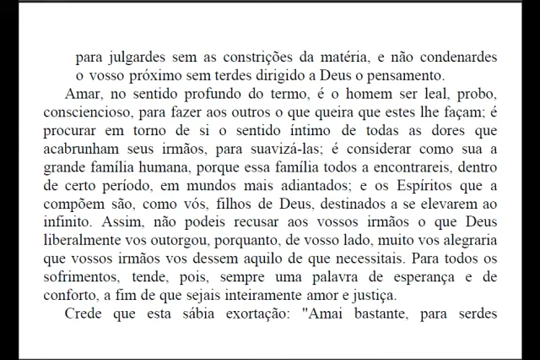 para julgardes sem as constrições da matéria, e não condenardes
o vosso próximo sem terdes dirigido a Deus o pensamento.
Amar, no sentido profundo do termo, é o homem ser leal, probo,
consciencioso, para fazer aos outros o que queira que estes lhe façam; é
procurar em torno de si o sentido íntimo de todas as dores que
acabrunham seus irmãos, para suavizá-las; é considerar como sua a
grande família humana, porque essa família todos a encontrareis, dentro
de certo período, em mundos mais adiantados; e os Espíritos que a
compõem são, como vós, filhos de Deus, destinados a se elevarem ao
infinito. Assim, não podeis recusar aos vossos irmãos o que Deus
liberalmente vos outorgou, porquanto, de vosso lado, muito vos alegraria
que vossos irmãos vos dessem aquilo de que necessitais. Para todos os
sofrimentos, tende, pois, sempre uma palavra de esperança e de
conforto, a fim de que sejais inteiramente amor e justiça.
Crede que esta sábia exortação: "Amai bastante, para serdes